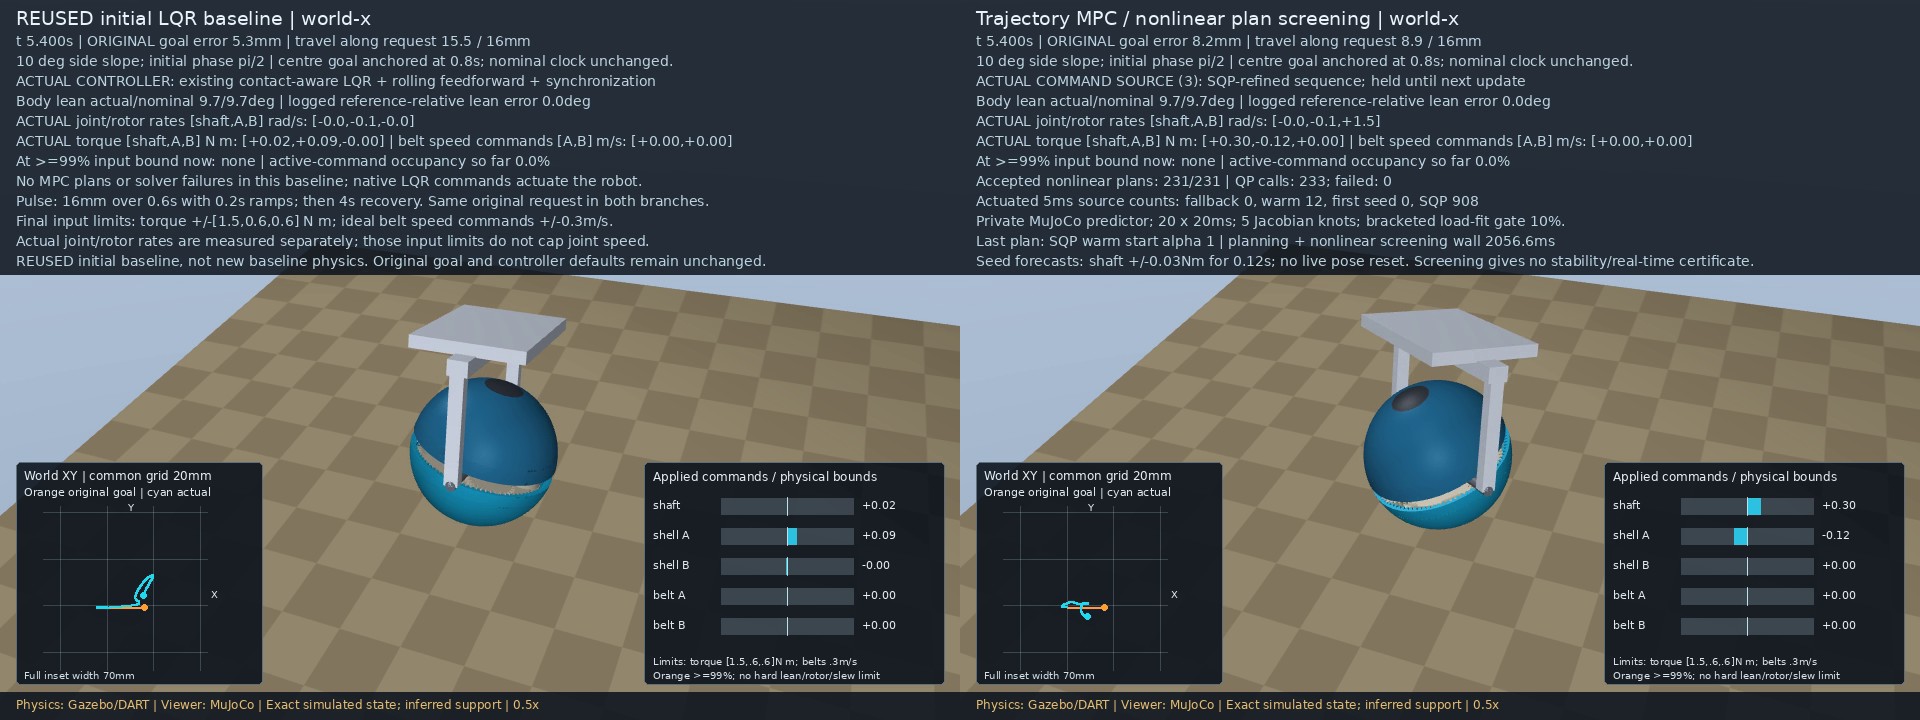 REUSED initial LQR baseline | world-x
t 5.400s | ORIGINAL goal error 5.3mm | travel along request 15.5 / 16mm
10 deg side slope; initial phase pi/2 | centre goal anchored at 0.8s; nominal clock unchanged.
ACTUAL CONTROLLER: existing contact-aware LQR + rolling feedforward + synchronization
Body lean actual/nominal 9.7/9.7deg | logged reference-relative lean error 0.0deg
ACTUAL joint/rotor rates [shaft,A,B] rad/s: [-0.0,-0.1,-0.0]
ACTUAL torque [shaft,A,B] N m: [+0.02,+0.09,-0.00] | belt speed commands [A,B] m/s: [+0.00,+0.00]
At >=99% input bound now: none | active-command occupancy so far 0.0%
No MPC plans or solver failures in this baseline; native LQR commands actuate the robot.
Pulse: 16mm over 0.6s with 0.2s ramps; then 4s recovery. Same original request in both branches.
Final input limits: torque +/-[1.5,0.6,0.6] N m; ideal belt speed commands +/-0.3m/s.
Actual joint/rotor rates are measured separately; those input limits do not cap joint speed.
REUSED initial baseline, not new baseline physics. Original goal and controller defaults remain unchanged.
World XY | common grid 20mm
Orange original goal | cyan actual
Y
X
Full inset width 70mm
Applied commands / physical bounds
shaft +0.02
shell A +0.09
shell B -0.00
belt A +0.00
belt B +0.00
Limits: torque [1.5,.6,.6]N m; belts .3m/s
Orange >=99%; no hard lean/rotor/slew limit
Physics: Gazebo/DART | Viewer: MuJoCo | Exact simulated state; inferred support | 0.5x
Trajectory MPC / nonlinear plan screening | world-x
t 5.400s | ORIGINAL goal error 8.2mm | travel along request 8.9 / 16mm
10 deg side slope; initial phase pi/2 | centre goal anchored at 0.8s; nominal clock unchanged.
ACTUAL COMMAND SOURCE (3): SQP-refined sequence; held until next update
Body lean actual/nominal 9.7/9.7deg | logged reference-relative lean error 0.0deg
ACTUAL joint/rotor rates [shaft,A,B] rad/s: [-0.0,-0.1,+1.5]
ACTUAL torque [shaft,A,B] N m: [+0.30,-0.12,+0.00] | belt speed commands [A,B] m/s: [+0.00,+0.00]
At >=99% input bound now: none | active-command occupancy so far 0.0%
Accepted nonlinear plans: 231/231 | QP calls: 233; failed: 0
Actuated 5ms source counts: fallback 0, warm 12, first seed 0, SQP 908
Private MuJoCo predictor; 20 x 20ms; 5 Jacobian knots; bracketed load-fit gate 10%.
Last plan: SQP warm start alpha 1 | planning + nonlinear screening wall 2056.6ms
Seed forecasts: shaft +/-0.03Nm for 0.12s; no live pose reset. Screening gives no stability/real-time certificate.
World XY | common grid 20mm
Orange original goal | cyan actual
Y
X
Full inset width 70mm
Applied commands / physical bounds
shaft +0.30
shell A -0.12
shell B +0.00
belt A +0.00
belt B +0.00
Limits: torque [1.5,.6,.6]N m; belts .3m/s
Orange >=99%; no hard lean/rotor/slew limit
Physics: Gazebo/DART | Viewer: MuJoCo | Exact simulated state; inferred support | 0.5x